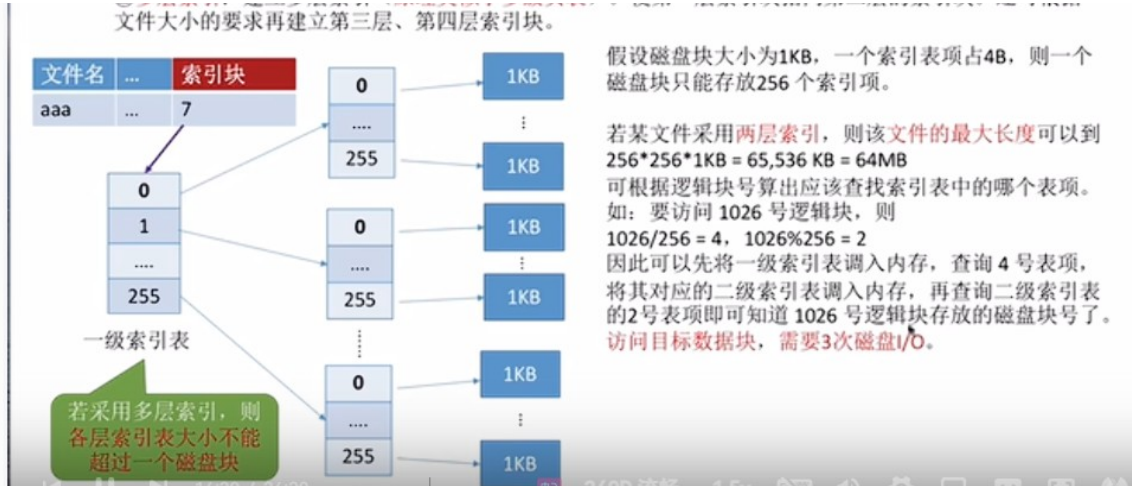 文件大小的要求再建立第三层、第四层索引块。
文件名 ... 索引块
aaa ... 7
0
1
....
255
一级索引表
若采用多层索引，则
各层索引表大小不能
超过一个磁盘块
0
....
255
0
....
255
0
....
255
1KB
1KB
1KB
1KB
1KB
1KB
假设磁盘块大小为1KB，一个索引表项占4B，则一个
磁盘块只能存放256 个索引项。
若某文件采用两层索引，则该文件的最大长度可以到
256*256*1KB = 65,536 KB = 64MB
可根据逻辑块号算出应该查找索引表中的哪个表项。
如：要访问 1026 号逻辑块，则
1026/256 = 4，1026%256 = 2
因此可以先将一级索引表调入内存，查询 4 号表项，
将其对应的二级索引表调入内存，再查询二级索引表
的2号表项即可知道 1026 号逻辑块存放的磁盘块号了。
访问目标数据块，需要3次磁盘I/O。